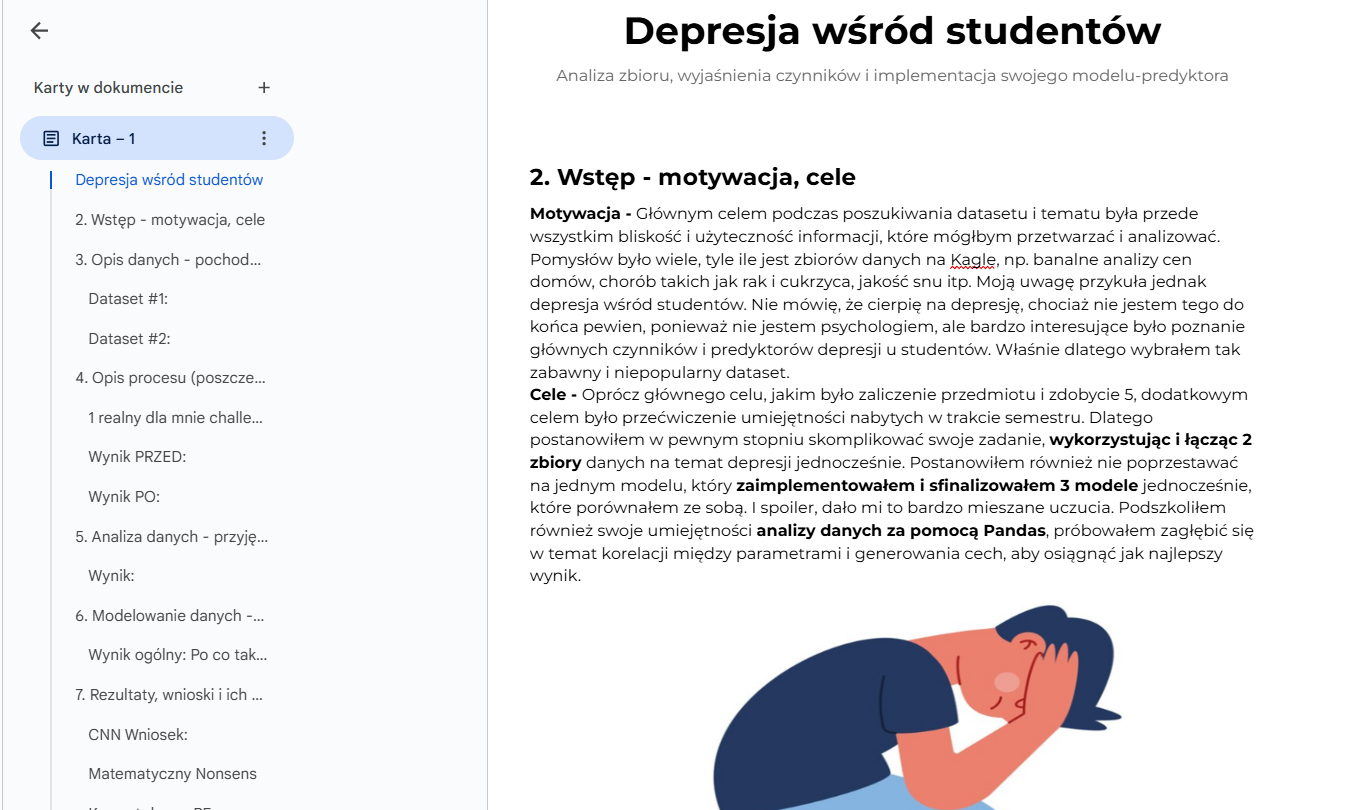 Karty w dokumencie
Karta – 1
Depresja wśród studentów
2. Wstęp - motywacja, cele
3. Opis danych - pochod...
Dataset #1:
Dataset #2:
4. Opis procesu (poszcze...
1 realny dla mnie challe...
Wynik PRZED:
Wynik PO:
5. Analiza danych - przyję...
Wynik:
6. Modelowanie danych -...
Wynik ogólny: Po co tak...
7. Rezultaty, wnioski i ich ...
CNN Wniosek:
Matematyczny Nonsens
Depresja wśród studentów
Analiza zbioru, wyjaśnienia czynników i implementacja swojego modelu-predyktora
2. Wstęp - motywacja, cele
Motywacja - Głównym celem podczas poszukiwania datasetu i tematu była przede
wszystkim bliskość i użyteczność informacji, które mógłbym przetwarzać i analizować.
Pomysłów było wiele, tyle ile jest zbiorów danych na Kagle, np. banalne analizy cen
domów, chorób takich jak rak i cukrzyca, jakość snu itp. Moją uwagę przykuła jednak
depresja wśród studentów. Nie mówię, że cierpię na depresję, chociaż nie jestem tego do
końca pewien, ponieważ nie jestem psychologiem, ale bardzo interesujące było poznanie
głównych czynników i predyktorów depresji u studentów. Właśnie dlatego wybrałem tak
zabawny i niepopularny dataset.
Cele - Oprócz głównego celu, jakim było zaliczenie przedmiotu i zdobycie 5, dodatkowym
celem było przećwiczenie umiejętności nabytych w trakcie semestru. Dlatego
postanowiłem w pewnym stopniu skomplikować swoje zadanie, wykorzystując i łącząc 2
zbiory danych na temat depresji jednocześnie. Postanowiłem również nie poprzestawać
na jednym modelu, który zaimplementowałem i sfinalizowałem 3 modele jednocześnie,
które porównałem ze sobą. I spoiler, dało mi to bardzo mieszane uczucia. Podszkoliłem
również swoje umiejętności analizy danych za pomocą Pandas, próbowałem zagłębić się
w temat korelacji między parametrami i generowania cech, aby osiągnąć jak najlepszy
wynik.